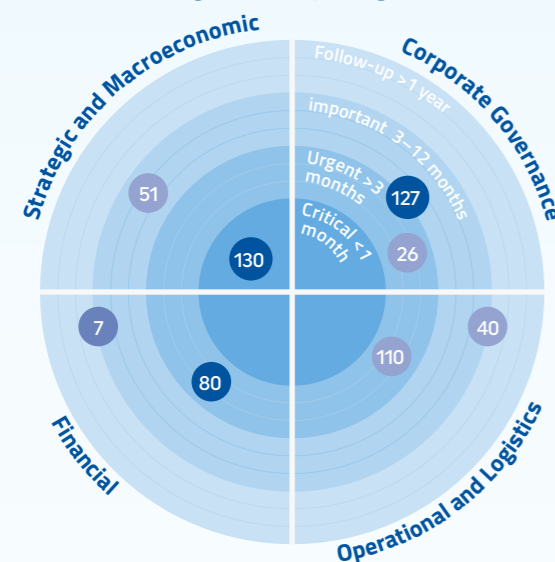 Strategic and Macroeconomic
Corporate Governance
Follow-up >1 year
important 3–12 months
Urgent >3
months
Critical <1
month
51
127
130
26
7
40
110
80
Financial
Operational and Logistics